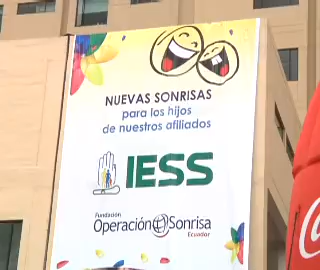 NUEVAS SONRISAS
para los hijos
de nuestros afiliados
IESS
Fundación
Operación Sonrisa
Ecuador